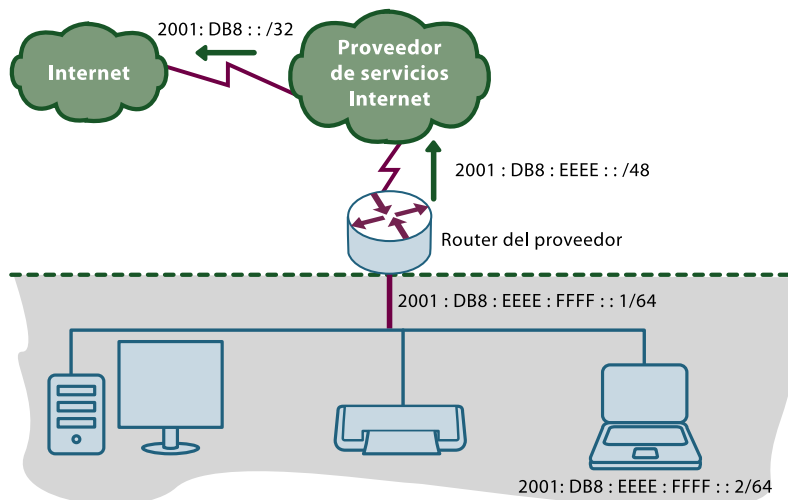 2001: DB8 : : /32
Internet
Proveedor
de servicios
Internet
2001 : DB8 : EEEE : : /48
Router del proveedor
2001 : DB8 : EEEE : FFFF : : 1/64
2001: DB8 : EEEE : FFFF : : 2/64